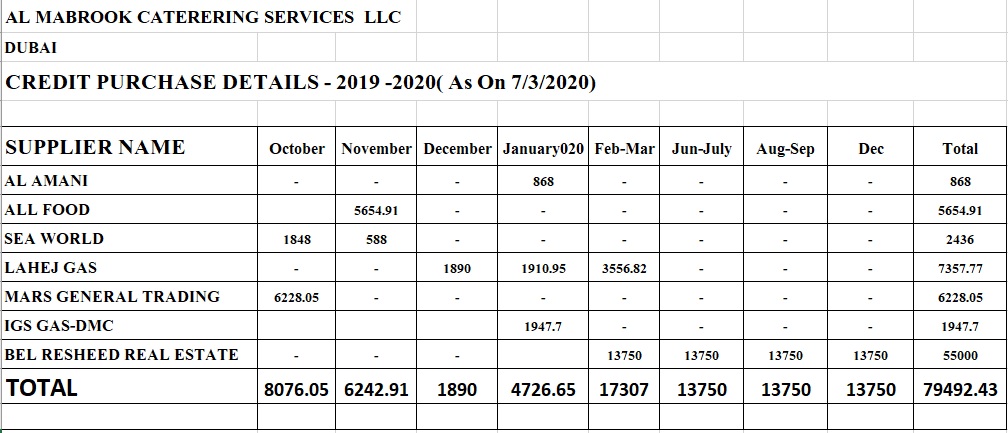 AL MABROOK CATERERING SERVICES LLC
DUBAI
CREDIT PURCHASE DETAILS - 2019 -2020( As On 7/3/2020)
SUPPLIER NAME October November December January020 Feb-Mar Jun-July Aug-Sep Dec Total
AL AMANI - - - 868 - - - - 868
ALL FOOD 5654.91 - - - - - - 5654.91
SEA WORLD 1848 588 - - - - - - 2436
LAHEJ GAS - - 1890 1910.95 3556.82 - - - 7357.77
MARS GENERAL TRADING 6228.05 - - - - - - - 6228.05
IGS GAS-DMC 1947.7 - - - - 1947.7
BEL RESHEED REAL ESTATE - - - 13750 13750 13750 13750 55000
TOTAL 8076.05 6242.91 1890 4726.65 17307 13750 13750 13750 79492.43